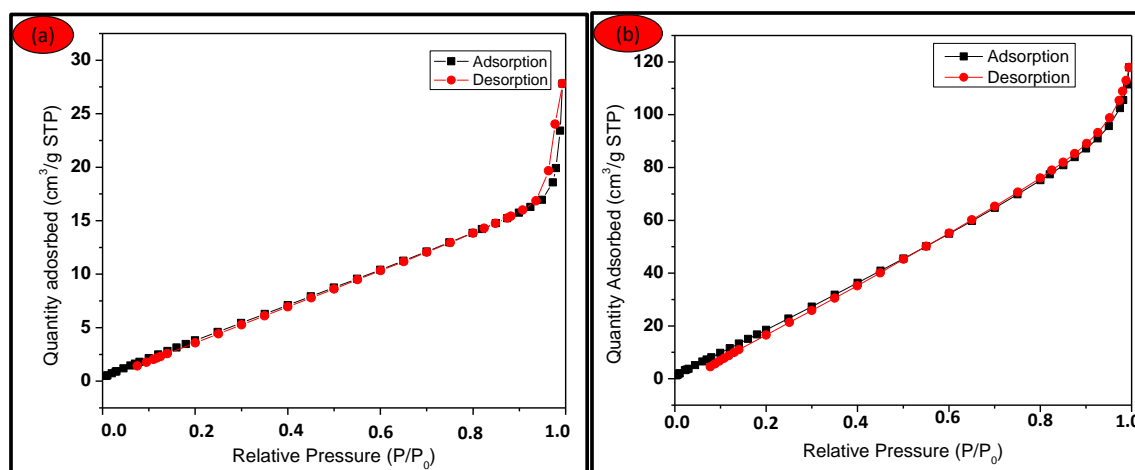 (a)
Adsorption
Desorption
Quantity adosrbed (cm³/g STP)
30
25
20
15
10
5
0
0.0 0.2 0.4 0.6 0.8 1.0
Relative Pressure (P/P₀)
(b)
Adsorption
Desorption
Quantity Adsorbed (cm³/g STP)
120
100
80
60
40
20
0
0.0 0.2 0.4 0.6 0.8 1.0
Relative Pressure (P/P₀)